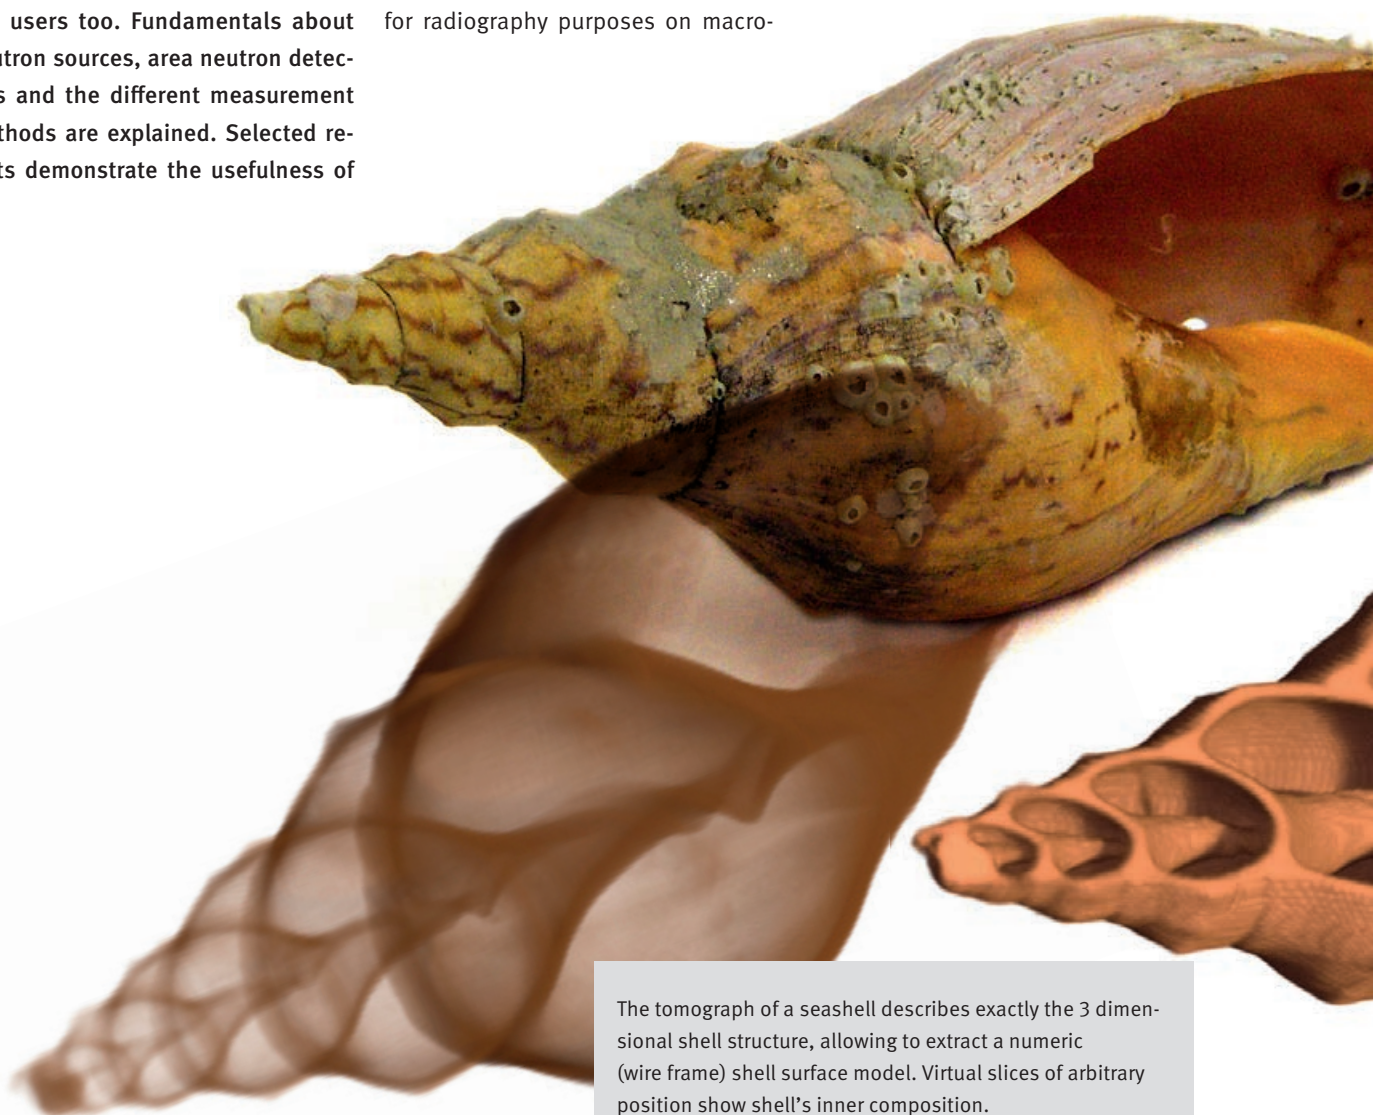 users too. Fundamentals about
utron sources, area neutron detec-
s and the different measurement
thods are explained. Selected re-
ts demonstrate the usefulness of
for radiography purposes on macro-
The tomograph of a seashell describes exactly the 3 dimen-
sional shell structure, allowing to extract a numeric
(wire frame) shell surface model. Virtual slices of arbitrary
position show shell's inner composition.